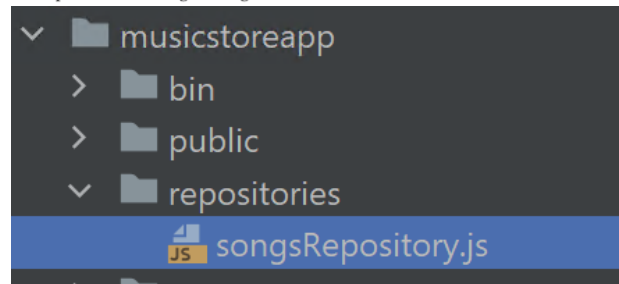 musicstoreapp
bin
public
repositories
JS songsRepository.js